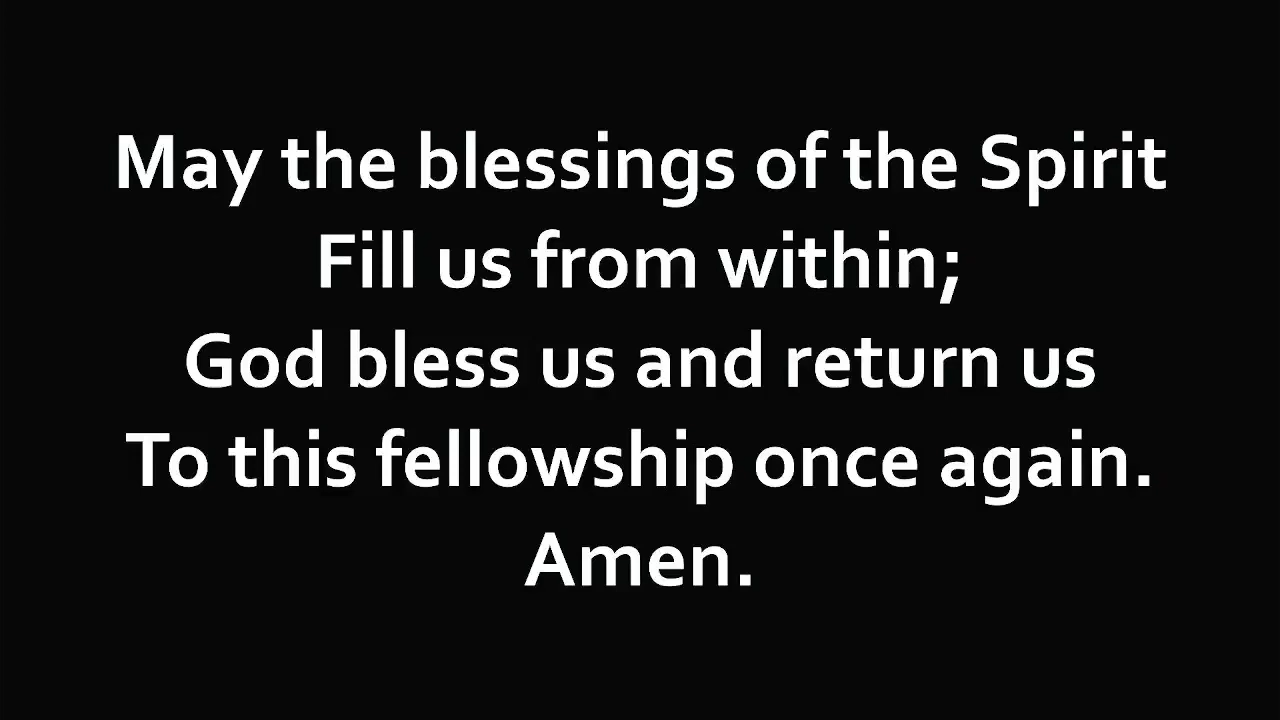 May the blessings of the Spirit
Fill us from within;
God bless us and return us
To this fellowship once again.
Amen.